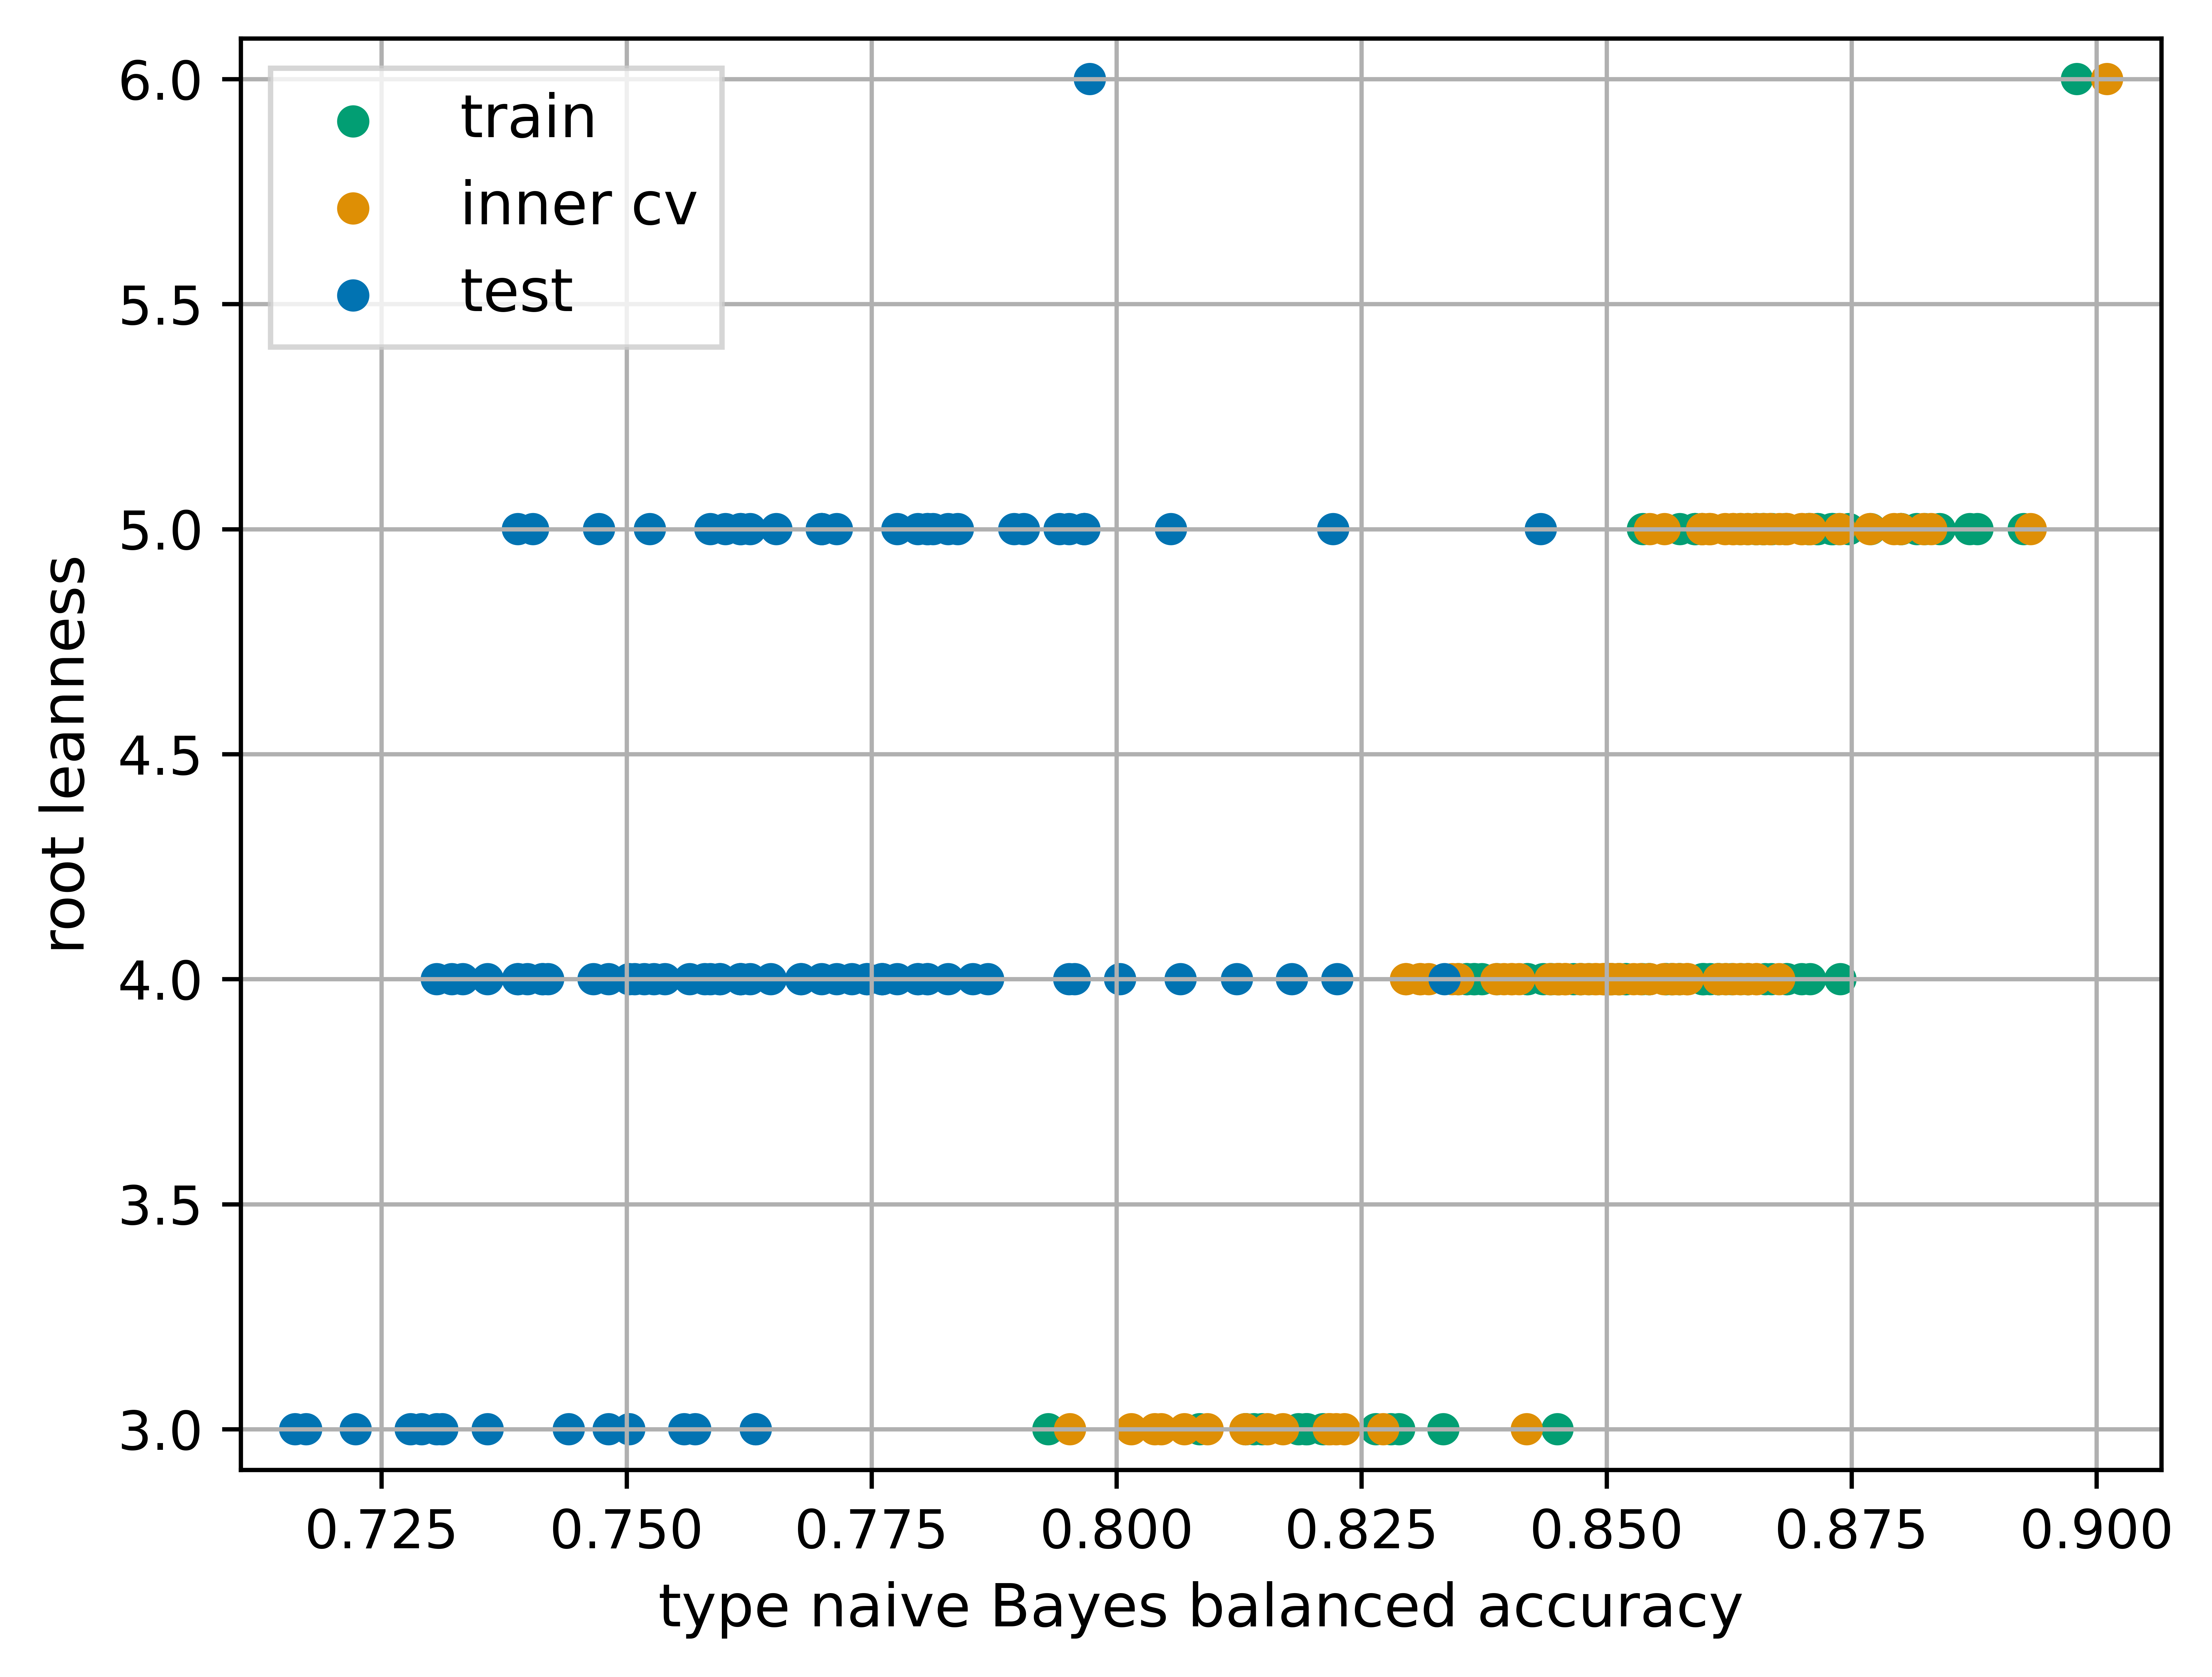 train
inner cv
test
6.0
5.5
5.0
4.5
4.0
3.5
3.0
root leanness
0.725 0.750 0.775 0.800 0.825 0.850 0.875 0.900
type naive Bayes balanced accuracy